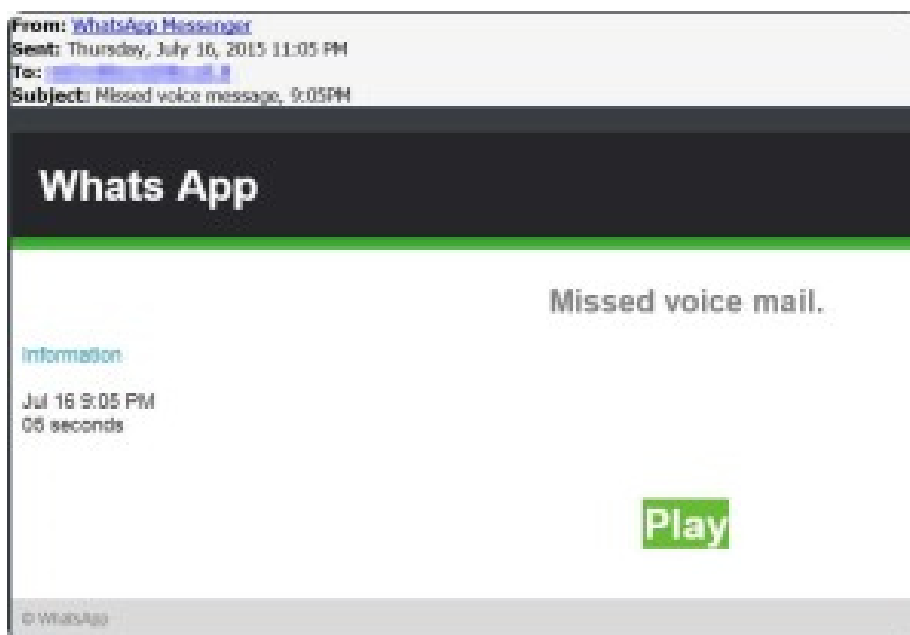 From: WhatsApp Messenger
Sent: Thursday, July 16, 2015 11:05 PM
To:
Subject: Missed voice message, 9:05PM
Whats App
Missed voice mail.
Information
Jul 16 9:05 PM
05 seconds
Play
© WhatsApp